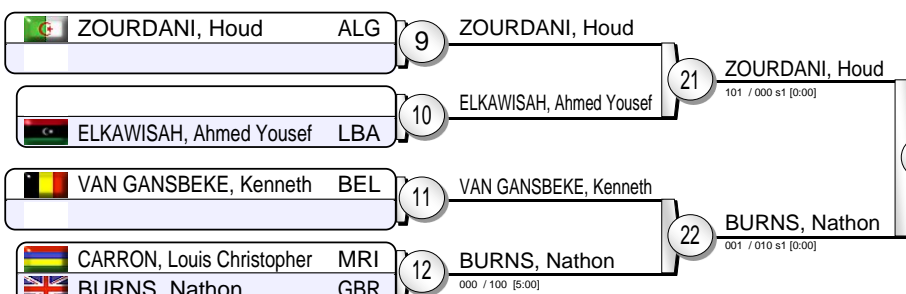 ZOURDANI, Houd ALG
9
ZOURDANI, Houd
21
ZOURDANI, Houd
101 / 000 s1 [0:00]
ELKAWISAH, Ahmed Yousef LBA
10
ELKAWISAH, Ahmed Yousef
VAN GANSBEKE, Kenneth BEL
11
VAN GANSBEKE, Kenneth
22
BURNS, Nathon
001 / 010 s1 [0:00]
CARRON, Louis Christopher MRI
BURNS, Nathon GBR
12
BURNS, Nathon
000 / 100 [5:00]